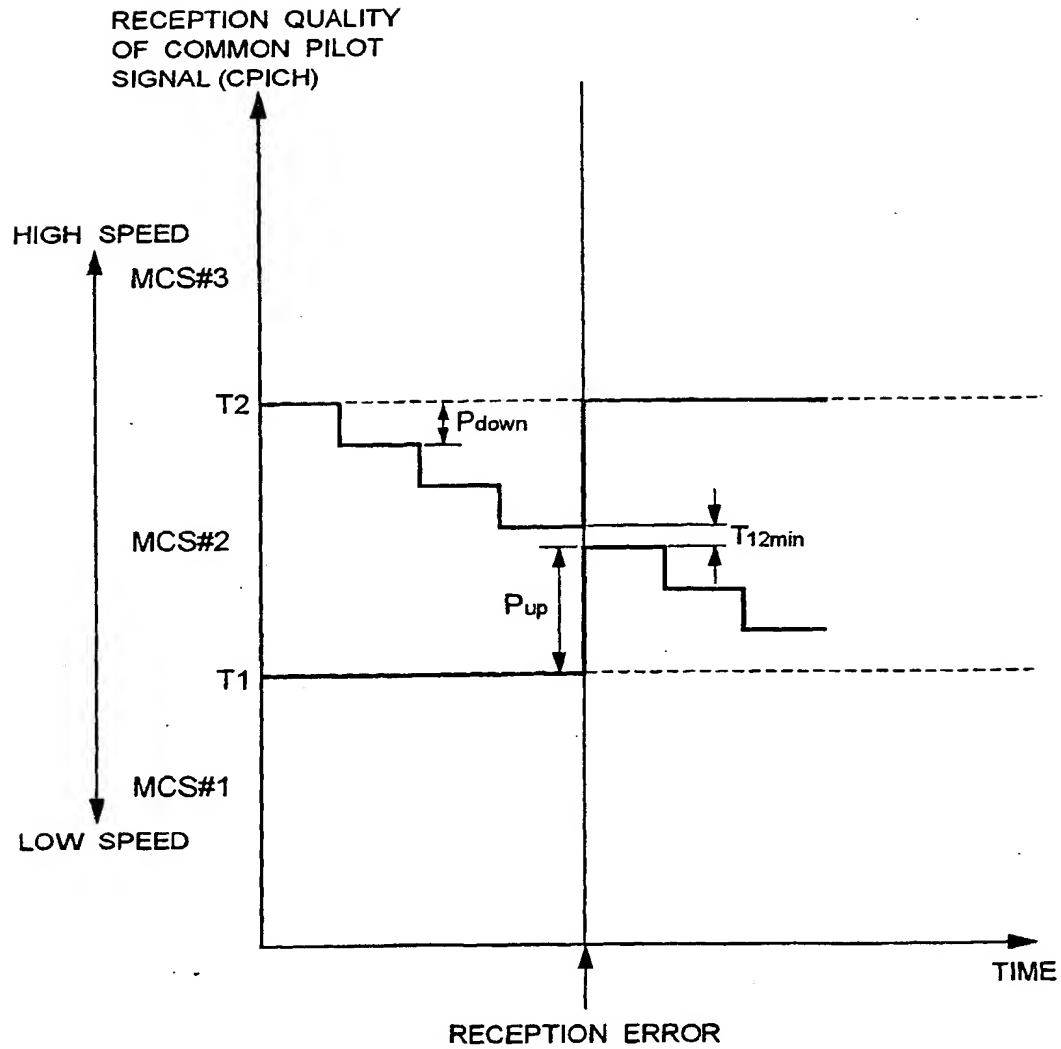 RECEPTION QUALITY
OF COMMON PILOT
SIGNAL (CPICH)
HIGH SPEED
MCS#3
T2
Pdown
MCS#2
T12min
Pup
T1
MCS#1
LOW SPEED
TIME
RECEPTION ERROR